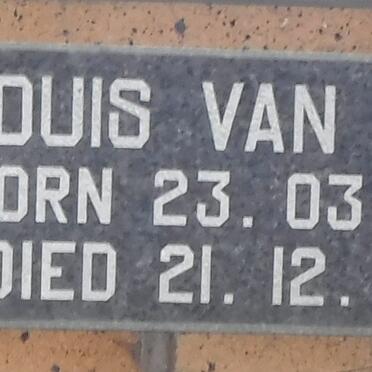 OUIS VAN
ORN 23. 03
DIED 21. 12.